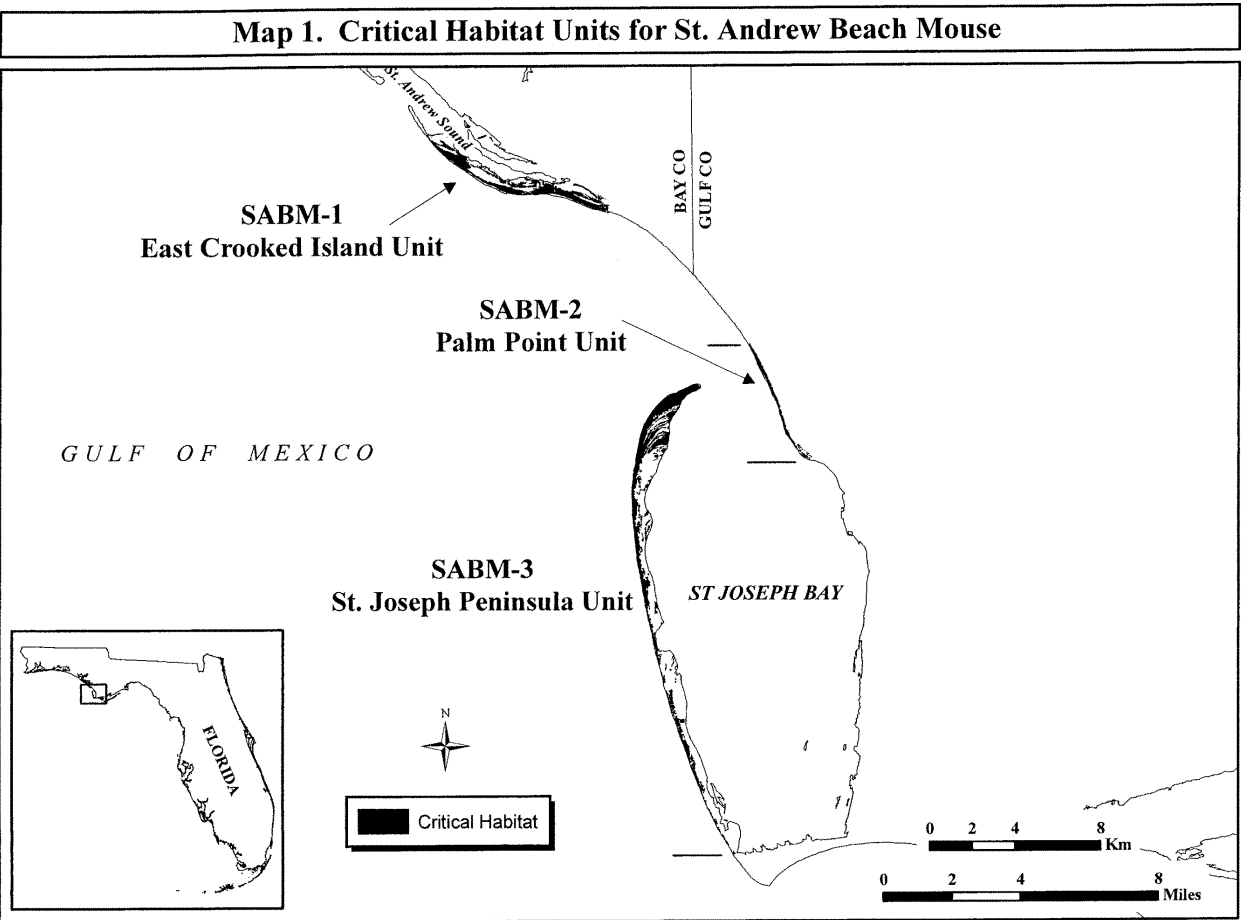 Map 1. Critical Habitat Units for St. Andrew Beach Mouse
St. Andrew Sound
BAY CO
GULF CO
SABM-1
East Crooked Island Unit
SABM-2
Palm Point Unit
GULF OF MEXICO
SABM-3
St. Joseph Peninsula Unit
ST JOSEPH BAY
FLORIDA
N
Critical Habitat
0 2 4 8
Km
0 2 4 8
Miles